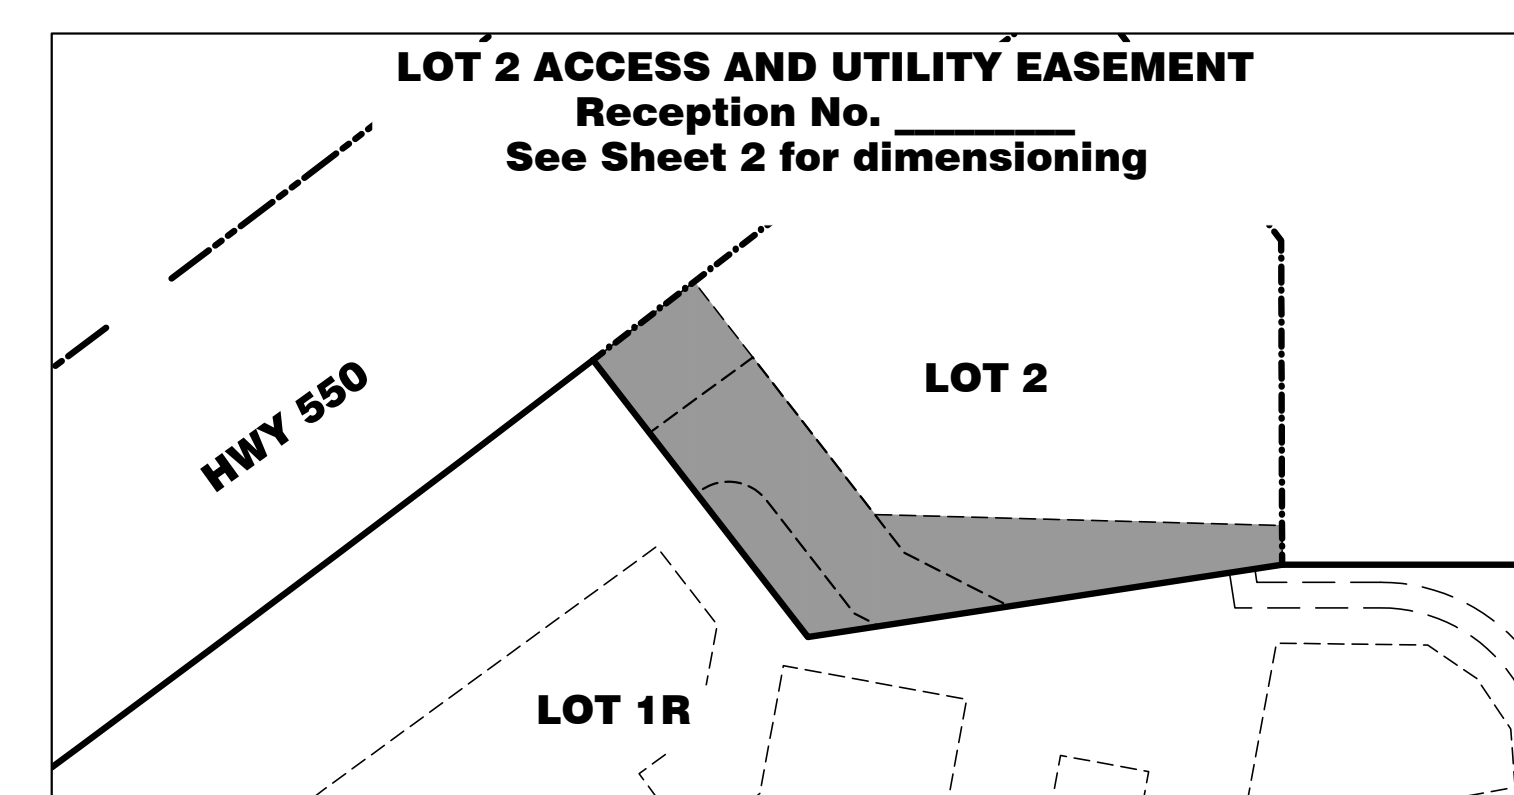 LOT 2 ACCESS AND UTILITY EASEMENT
Reception No. _________
See Sheet 2 for dimensioning
LOT 2
HWY 550
LOT 1R